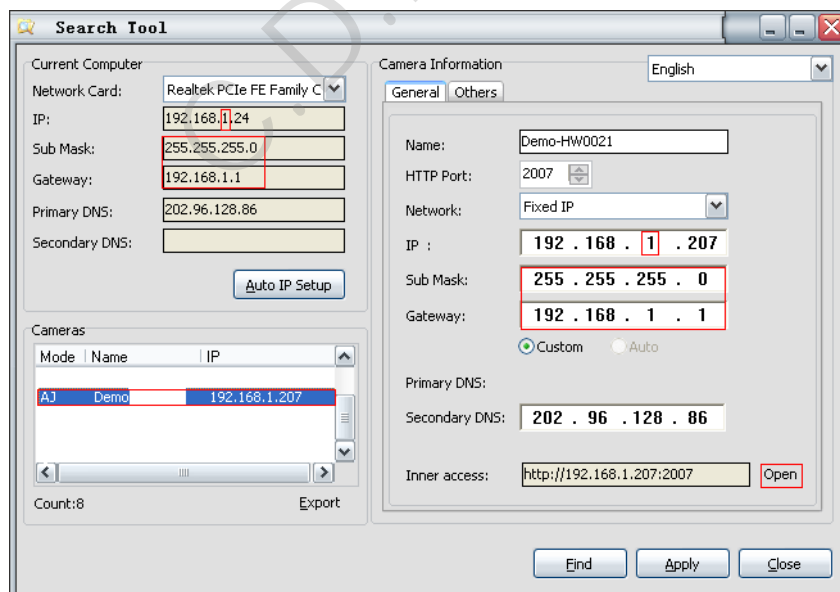 Search Tool
Current Computer
Network Card: Realtek PCIe FE Family C
IP: 192.168.1.24
Sub Mask: 255.255.255.0
Gateway: 192.168.1.1
Primary DNS: 202.96.128.86
Secondary DNS:
Auto IP Setup
Cameras
Mode Name IP
AJ Demo 192.168.1.207
Count:8 Export
Camera Information English
General Others
Name: Demo-HW0021
HTTP Port: 2007
Network: Fixed IP
IP : 192 . 168 . 1 . 207
Sub Mask: 255 . 255 . 255 . 0
Gateway: 192 . 168 . 1 . 1
Custom Auto
Primary DNS:
Secondary DNS: 202 . 96 . 128 . 86
Inner access: http://192.168.1.207:2007 Open
Find Apply Close